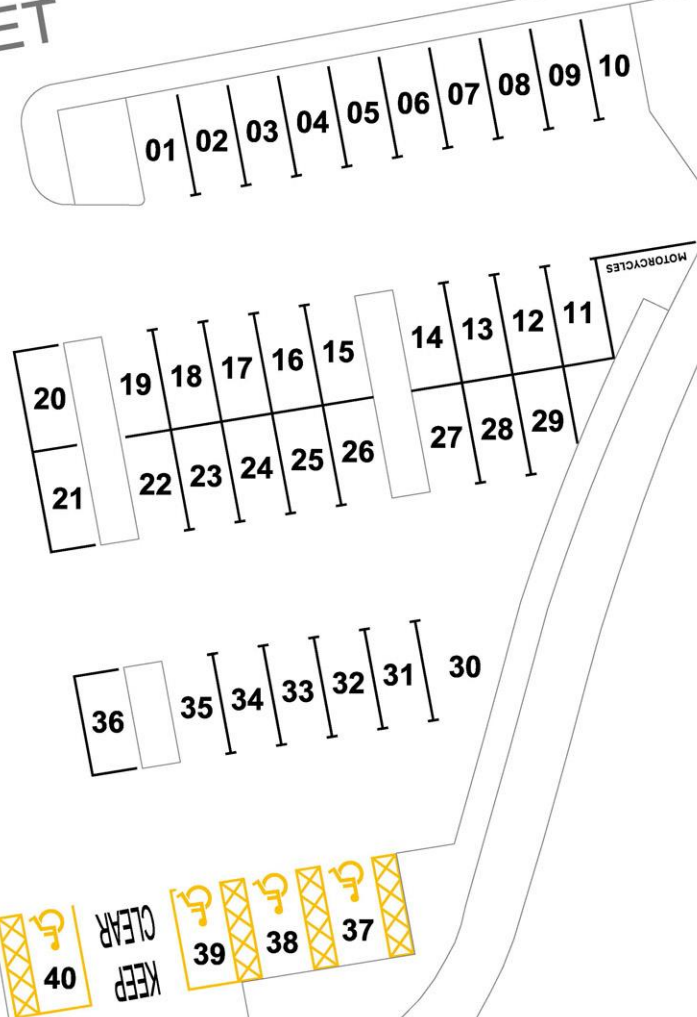 ET
01 02 03 04 05 06 07 08 09 10
MOTORCYCLES
20 19 18 17 16 15 14 13 12 11
21 22 23 24 25 26 27 28 29
36 35 34 33 32 31 30
40 KEEP CLEAR 39 38 37